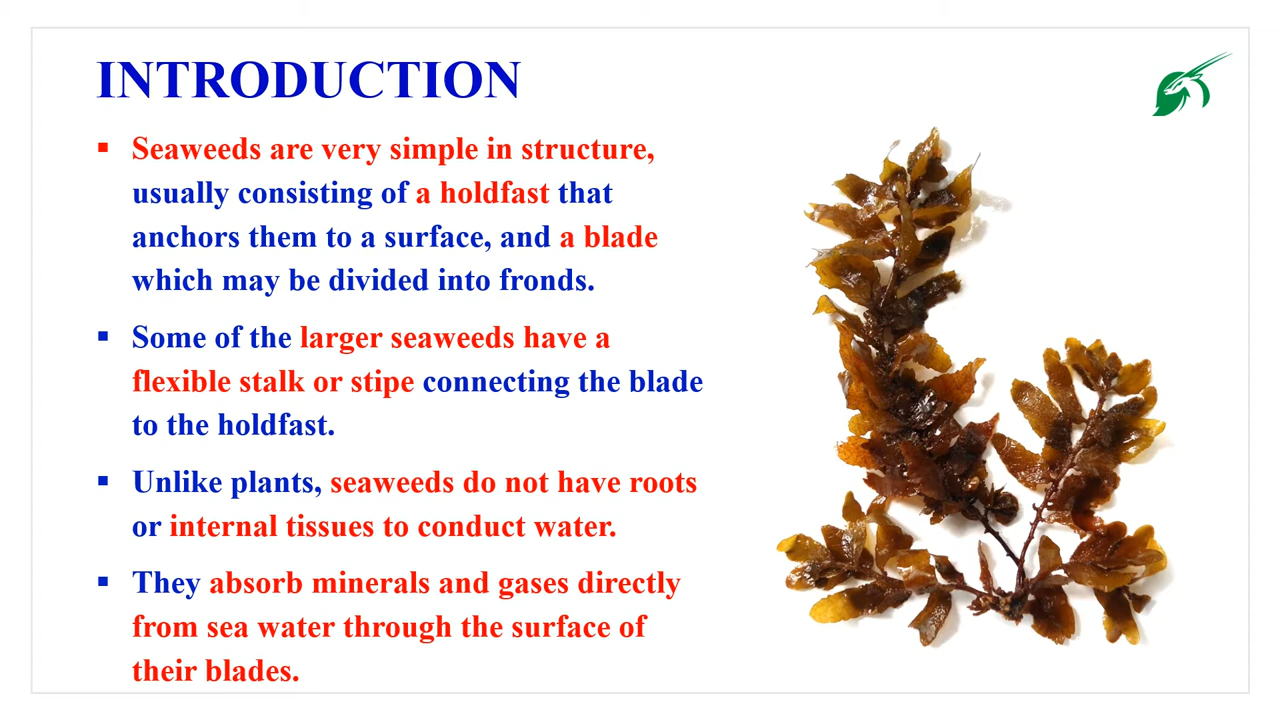 INTRODUCTION
▪ Seaweeds are very simple in structure,
usually consisting of a holdfast that
anchors them to a surface, and a blade
which may be divided into fronds.
▪ Some of the larger seaweeds have a
flexible stalk or stipe connecting the blade
to the holdfast.
▪ Unlike plants, seaweeds do not have roots
or internal tissues to conduct water.
▪ They absorb minerals and gases directly
from sea water through the surface of
their blades.